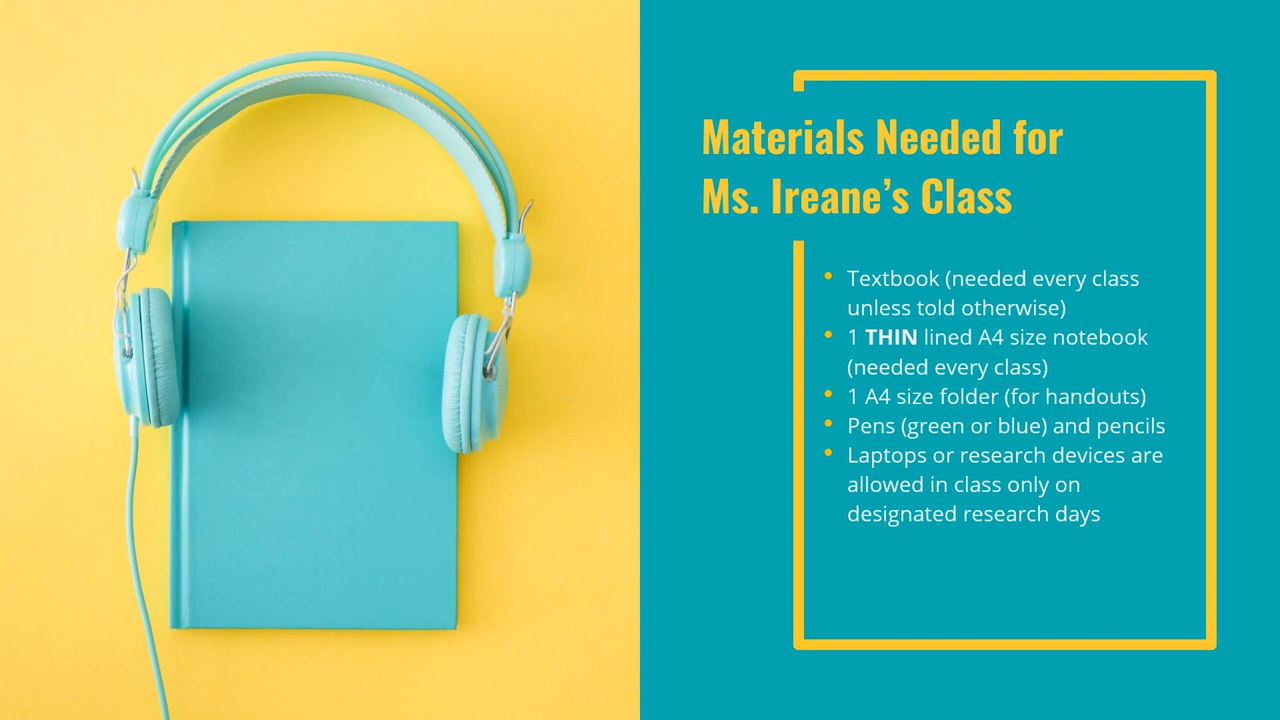 Materials Needed for
Ms. Ireane’s Class
• Textbook (needed every class
unless told otherwise)
• 1 THIN lined A4 size notebook
(needed every class)
• 1 A4 size folder (for handouts)
• Pens (green or blue) and pencils
• Laptops or research devices are
allowed in class only on
designated research days